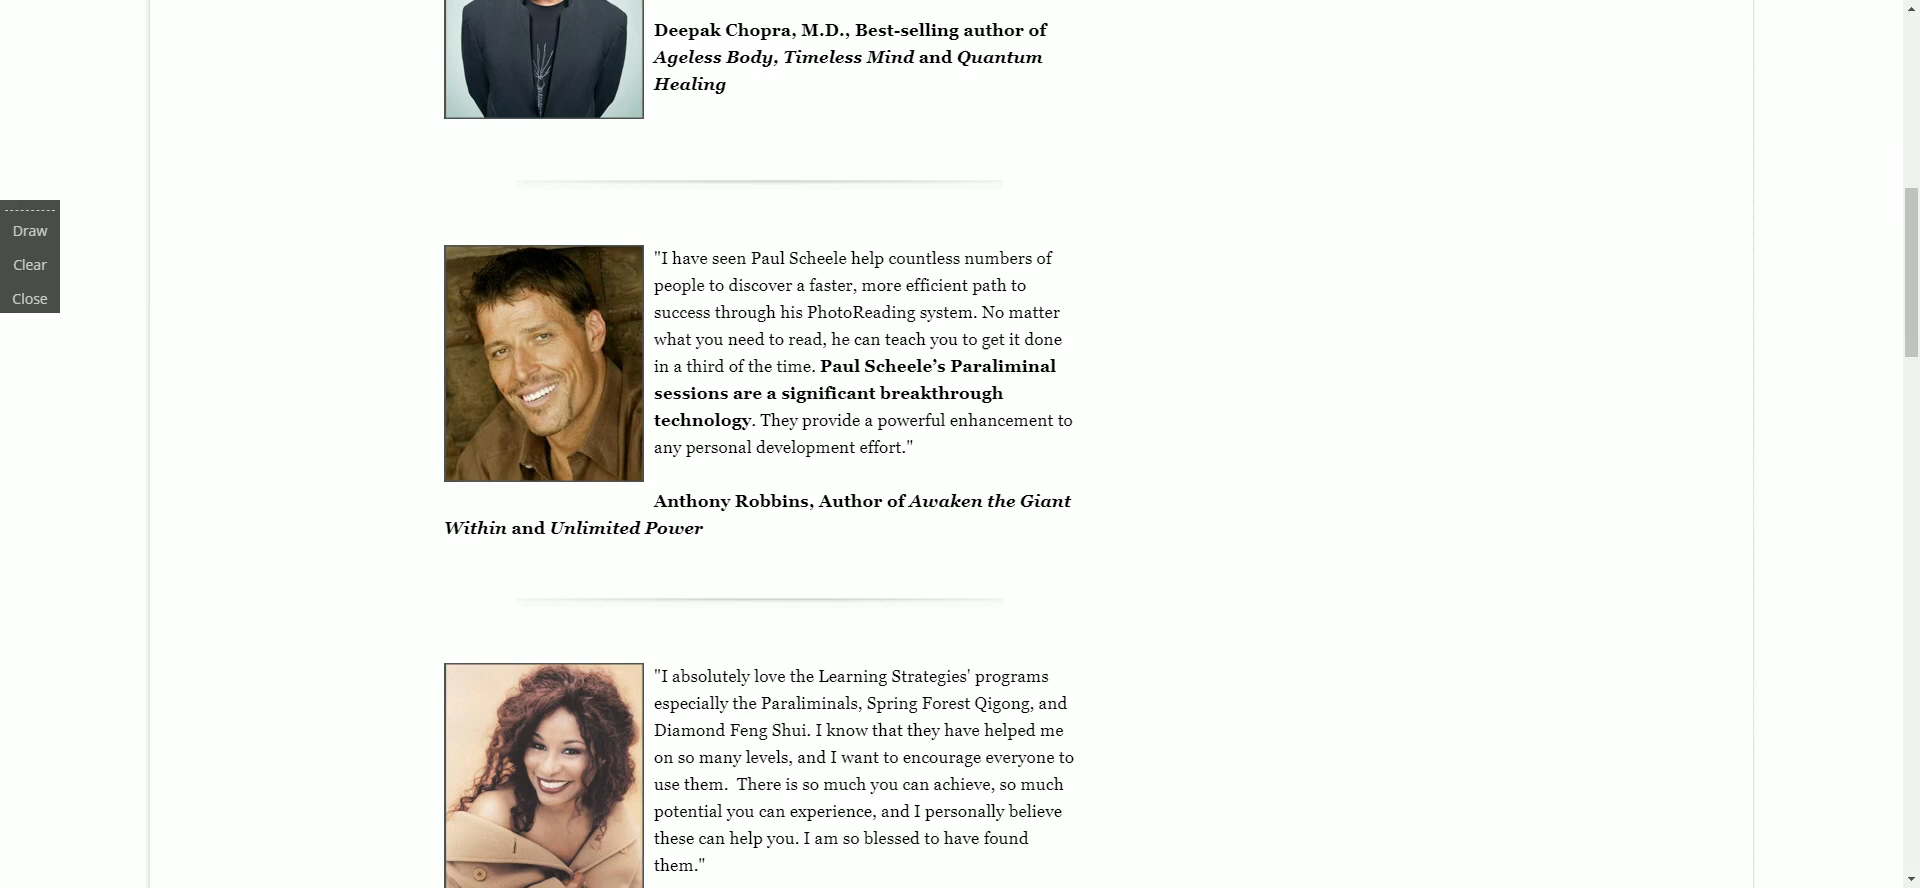 Deepak Chopra, M.D., Best-selling author of
Ageless Body, Timeless Mind and Quantum
Healing
Draw
Clear
Close
"I have seen Paul Scheele help countless numbers of
people to discover a faster, more efficient path to
success through his PhotoReading system. No matter
what you need to read, he can teach you to get it done
in a third of the time. Paul Scheele’s Paraliminal
sessions are a significant breakthrough
technology. They provide a powerful enhancement to
any personal development effort."
Anthony Robbins, Author of Awaken the Giant
Within and Unlimited Power
"I absolutely love the Learning Strategies' programs
especially the Paraliminals, Spring Forest Qigong, and
Diamond Feng Shui. I know that they have helped me
on so many levels, and I want to encourage everyone to
use them.  There is so much you can achieve, so much
potential you can experience, and I personally believe
these can help you. I am so blessed to have found
them."